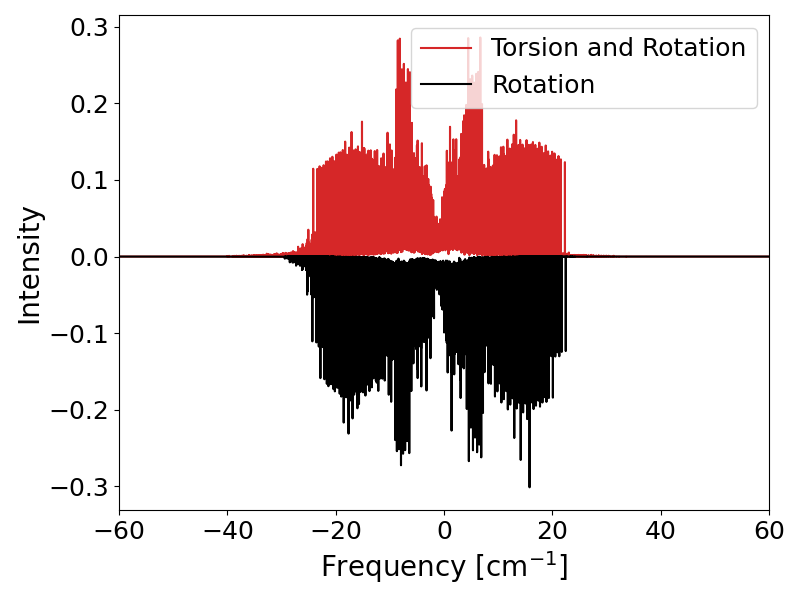 0.3
0.2
0.1
0.0
−0.1
−0.2
−0.3
Intensity
Torsion and Rotation
Rotation
−60 −40 −20 0 20 40 60
Frequency [cm⁻¹]